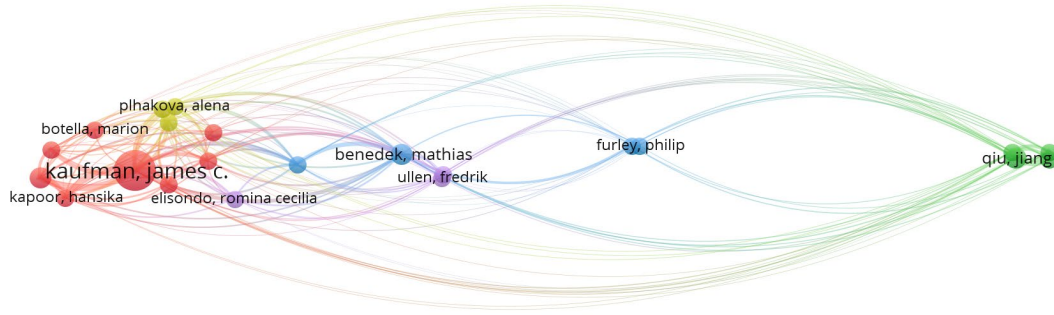 plhakova, alena
botella, marion
kaufman, james c.
kapoor, hansika
elisondo, romina cecilia
benedek, mathias
ullen, fredrik
furley, philip
qiu, jiang